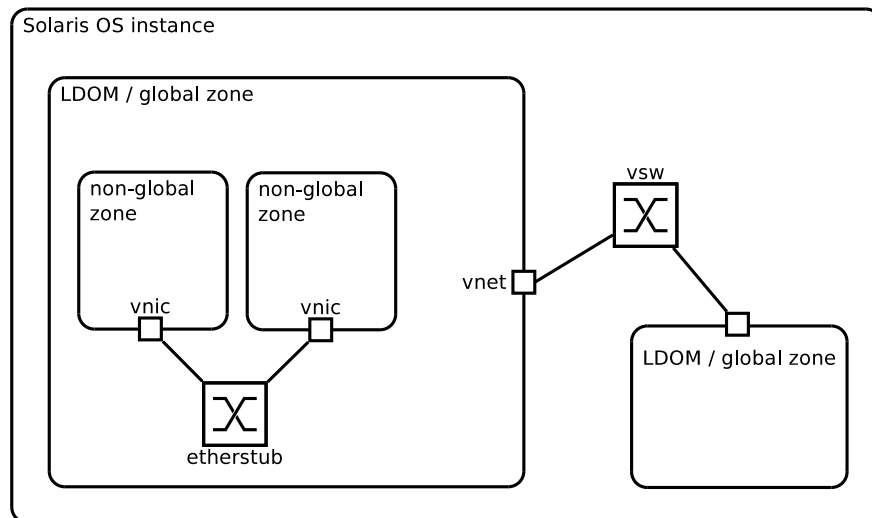 Solaris OS instance
LDOM / global zone
non-global
zone
non-global
zone
vnic
vnic
etherstub
vnet
vsw
LDOM / global zone